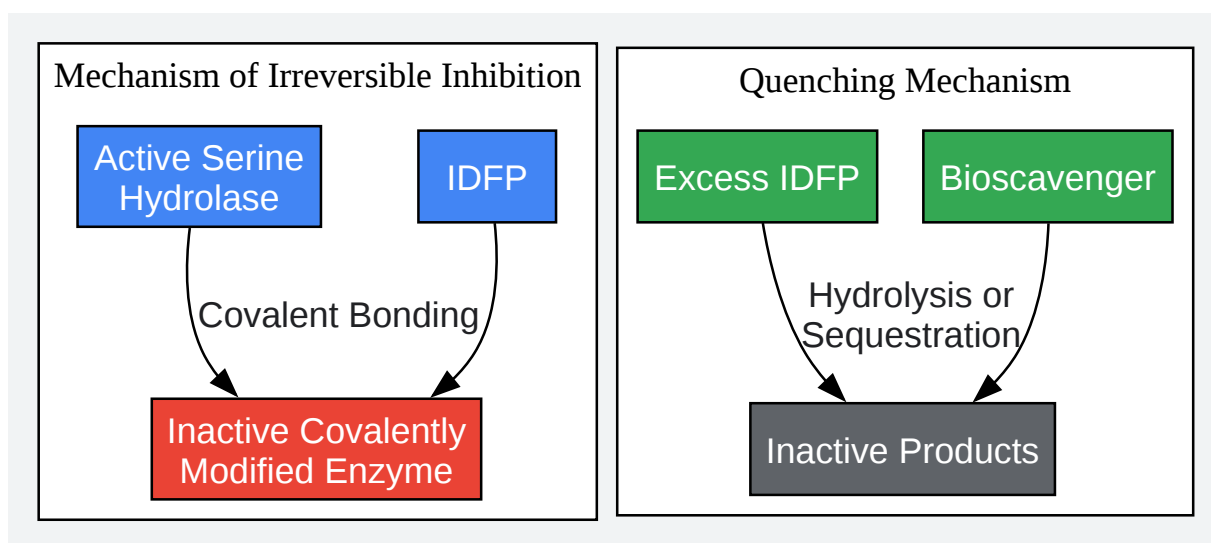 Mechanism of Irreversible Inhibition
Active Serine
Hydrolase
IDFP
Covalent Bonding
Inactive Covalently
Modified Enzyme
Quenching Mechanism
Excess IDFP
Bioscavenger
Hydrolysis or
Sequestration
Inactive Products